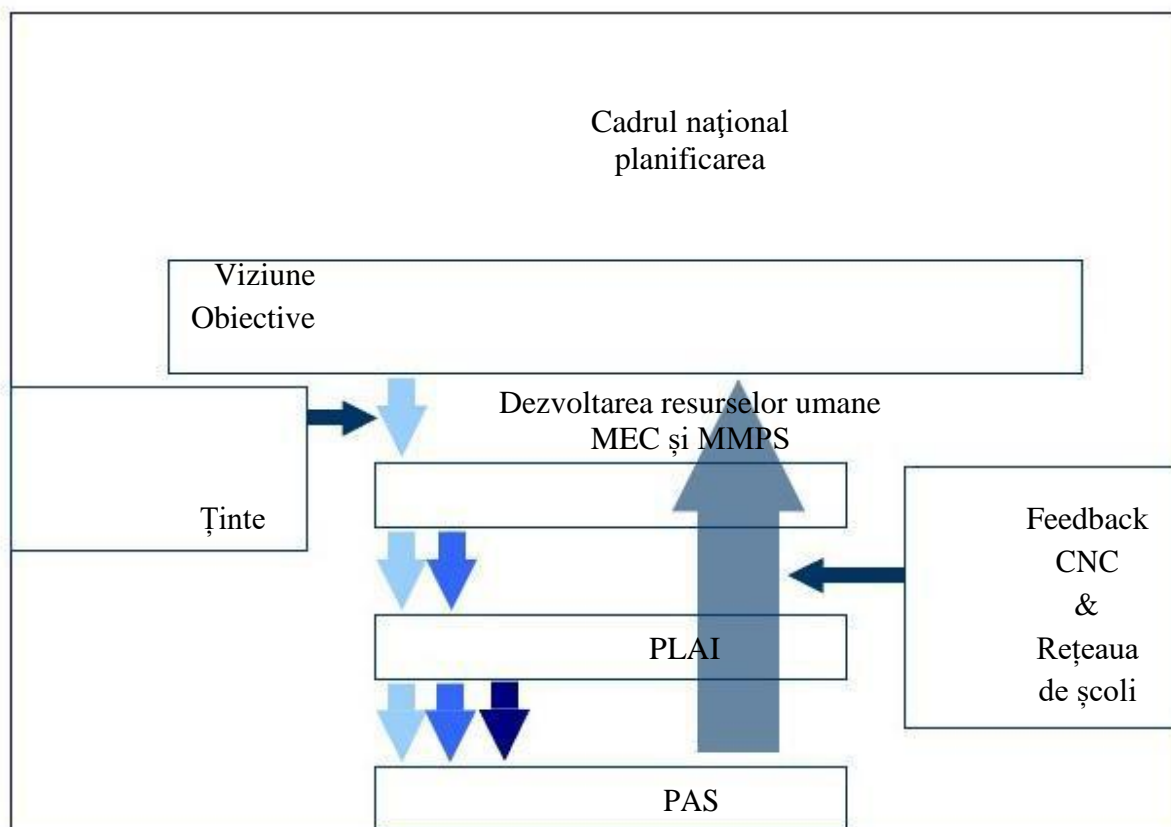 Cadrul naţional
planificarea
Viziune
Obiective
Dezvoltarea resurselor umane
MEC și MMPS
Ținte
Feedback
CNC
&
Rețeaua
de școli
PLAI
PAS